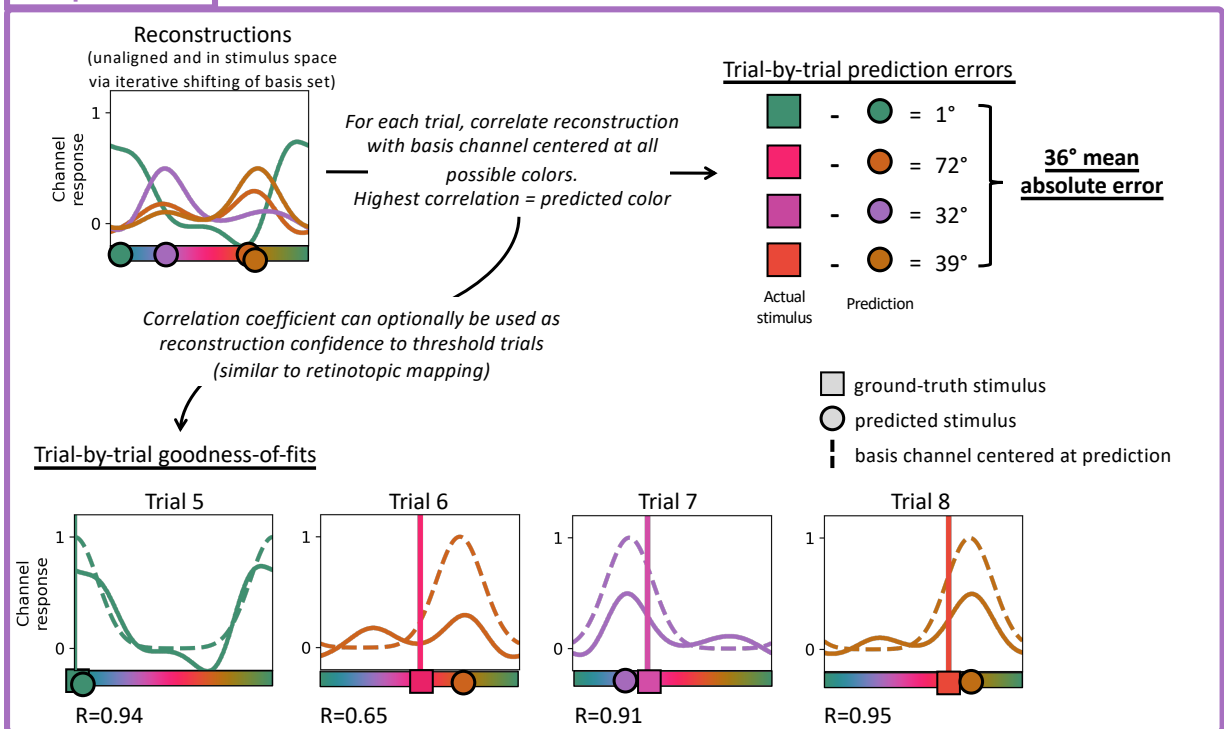 Reconstructions
(unaligned and in stimulus space
via iterative shifting of basis set)
1
0
Channel
response
For each trial, correlate reconstruction
with basis channel centered at all
possible colors.
Highest correlation = predicted color
Trial-by-trial prediction errors
- = 1°
- = 72°
- = 32°
- = 39°
Actual
stimulus
Prediction
36° mean
absolute error
Correlation coefficient can optionally be used as
reconstruction confidence to threshold trials
(similar to retinotopic mapping)
ground-truth stimulus
predicted stimulus
basis channel centered at prediction
Trial-by-trial goodness-of-fits
Trial 5
1
0
Channel
response
R=0.94
Trial 6
1
0
R=0.65
Trial 7
1
0
R=0.91
Trial 8
1
0
R=0.95